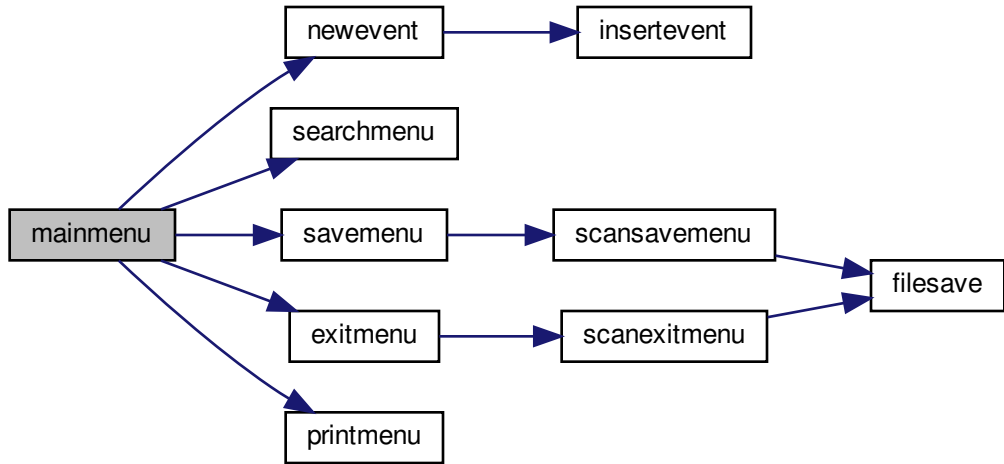 newevent
insertevent
searchmenu
mainmenu
savemenu
scansavemenu
filesave
exitmenu
scanexitmenu
printmenu